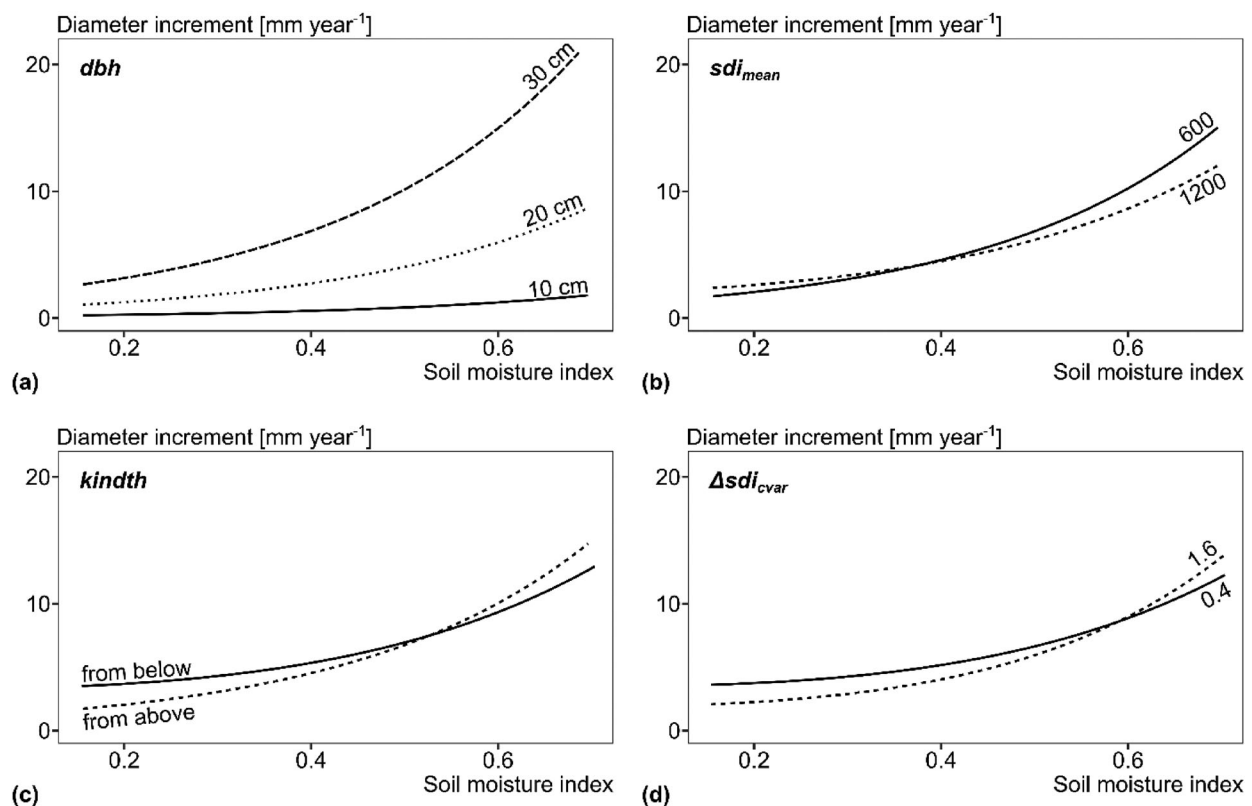 Diameter increment [mm year⁻¹]
dbh
20
10
0
30 cm
20 cm
10 cm
0.2 0.4 0.6
Soil moisture index
(a)
Diameter increment [mm year⁻¹]
sdi_mean
20
10
0
600
1200
0.2 0.4 0.6
Soil moisture index
(b)
Diameter increment [mm year⁻¹]
kindth
20
10
0
from below
from above
0.2 0.4 0.6
Soil moisture index
(c)
Diameter increment [mm year⁻¹]
Δsdi_cvar
20
10
0
1.6
0.4
0.2 0.4 0.6
Soil moisture index
(d)